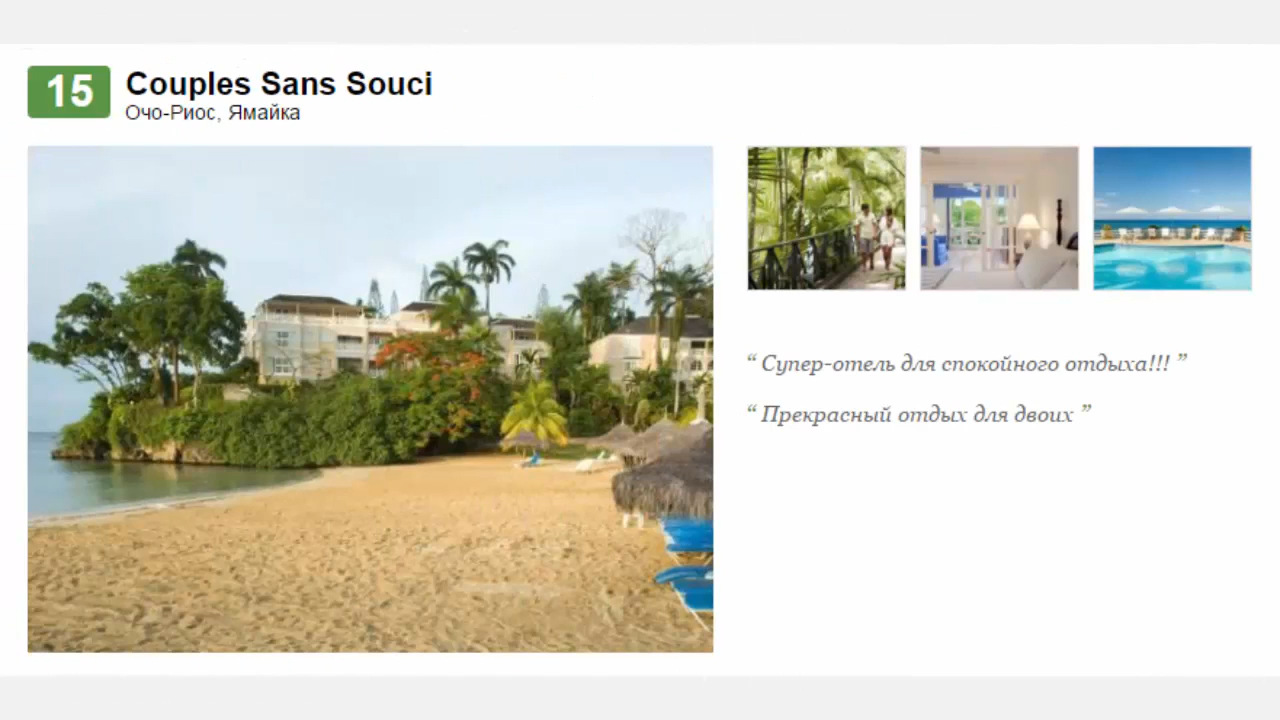 15
Couples Sans Souci
Очо-Риос, Ямайка
“ Супер-отель для спокойного отдыха!!! ”
“ Прекрасный отдых для двоих ”